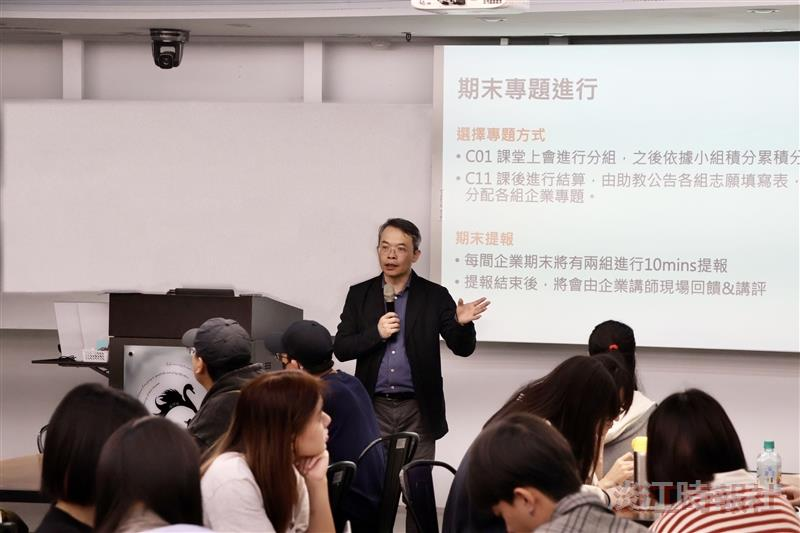 期末專題進行
選擇專題方式
• C01 課堂上會進行分組，之後依據小組積分累積分
• C11 課後進行結算，由助教公告各組志願填寫表，
分配各組企業專題。
期末提報
• 每間企業期末將有兩組進行10mins提報
• 提報結束後，將會由企業講師現場回饋&講評
淡江時報社